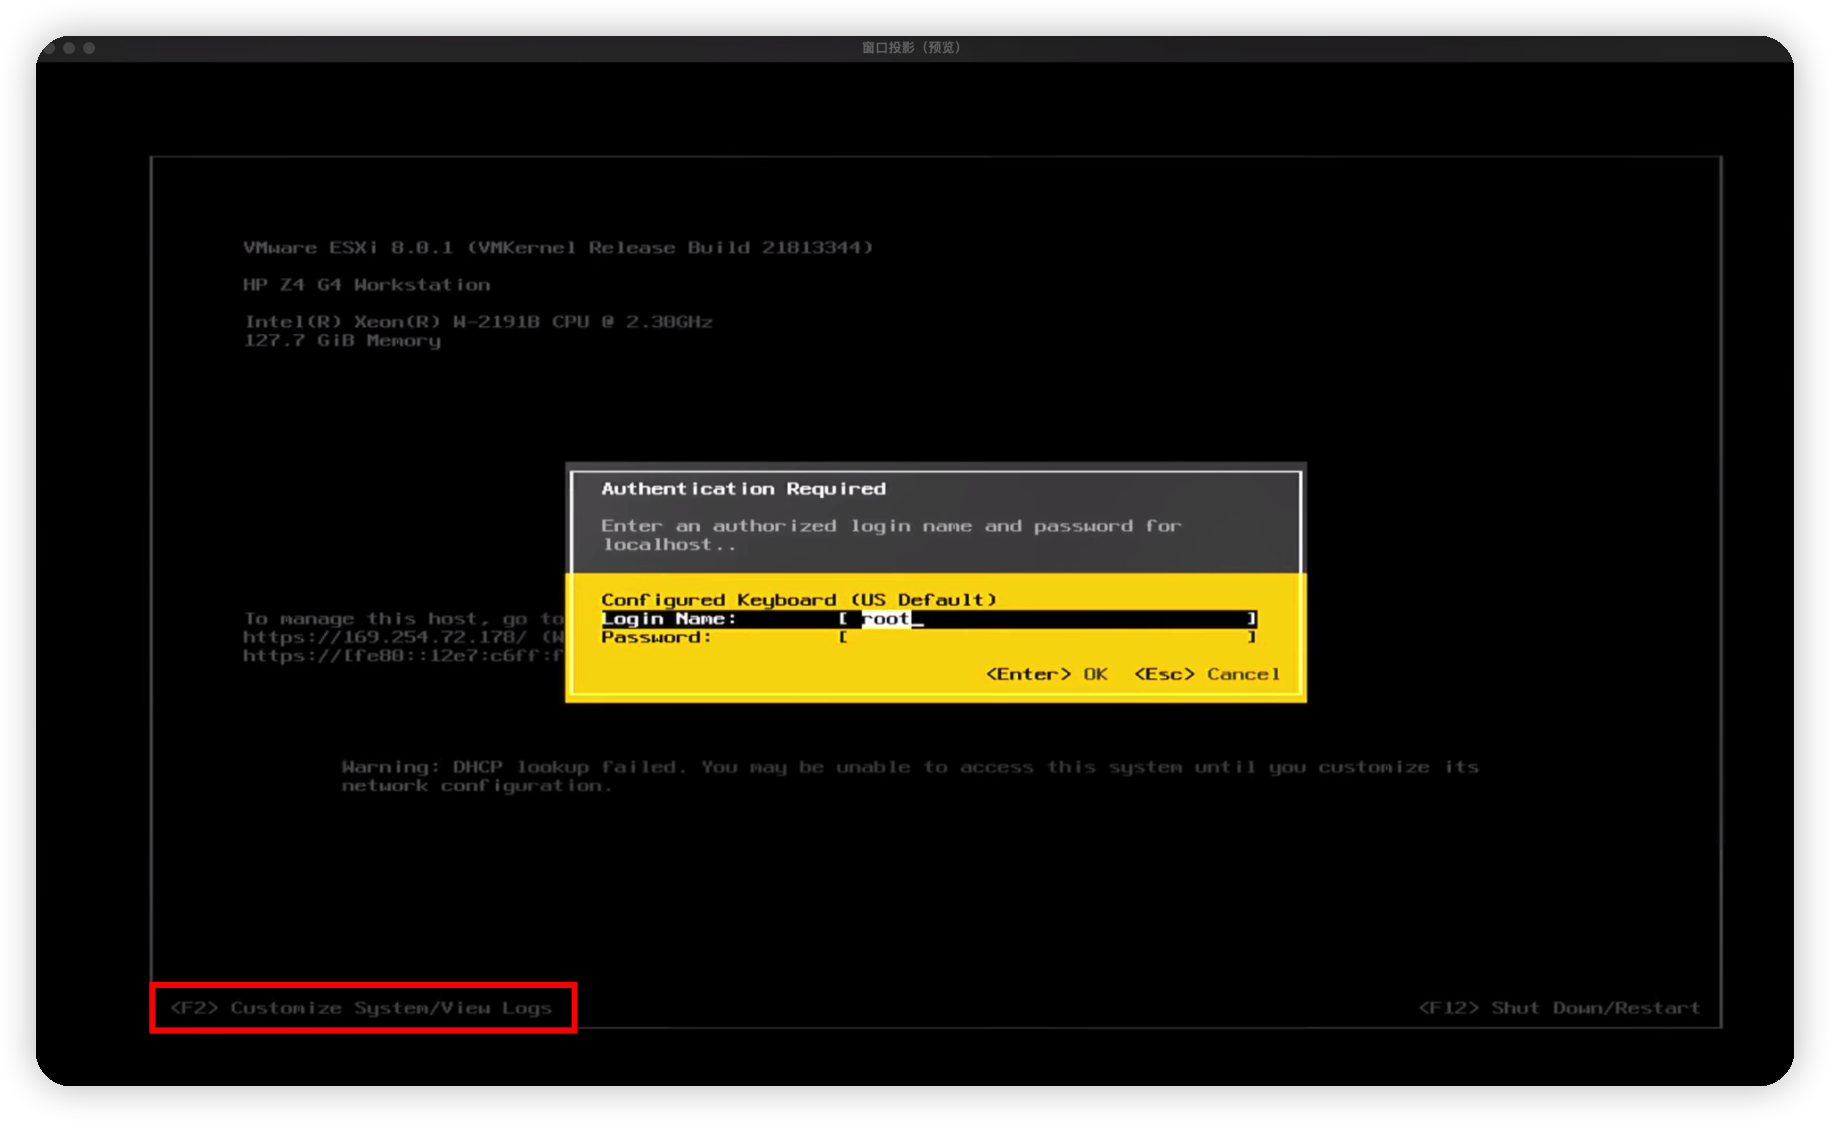 窗口投影（预览）
VMware ESXi 8.0.1 (VMKernel Release Build 21813344)
HP Z4 G4 Workstation
Intel(R) Xeon(R) W-2191B CPU @ 2.30GHz
127.7 GiB Memory
Authentication Required
Enter an authorized login name and password for
localhost..
Configured Keyboard (US Default)
Login Name: [ root_ ]
Password: [ ]
<Enter> OK <Esc> Cancel
To manage this host, go to
https://169.254.72.178/ (W
https://[fe80::12e7:c6ff:f
Warning: DHCP lookup failed. You may be unable to access this system until you customize its
network configuration.
<F2> Customize System/View Logs
<F12> Shut Down/Restart